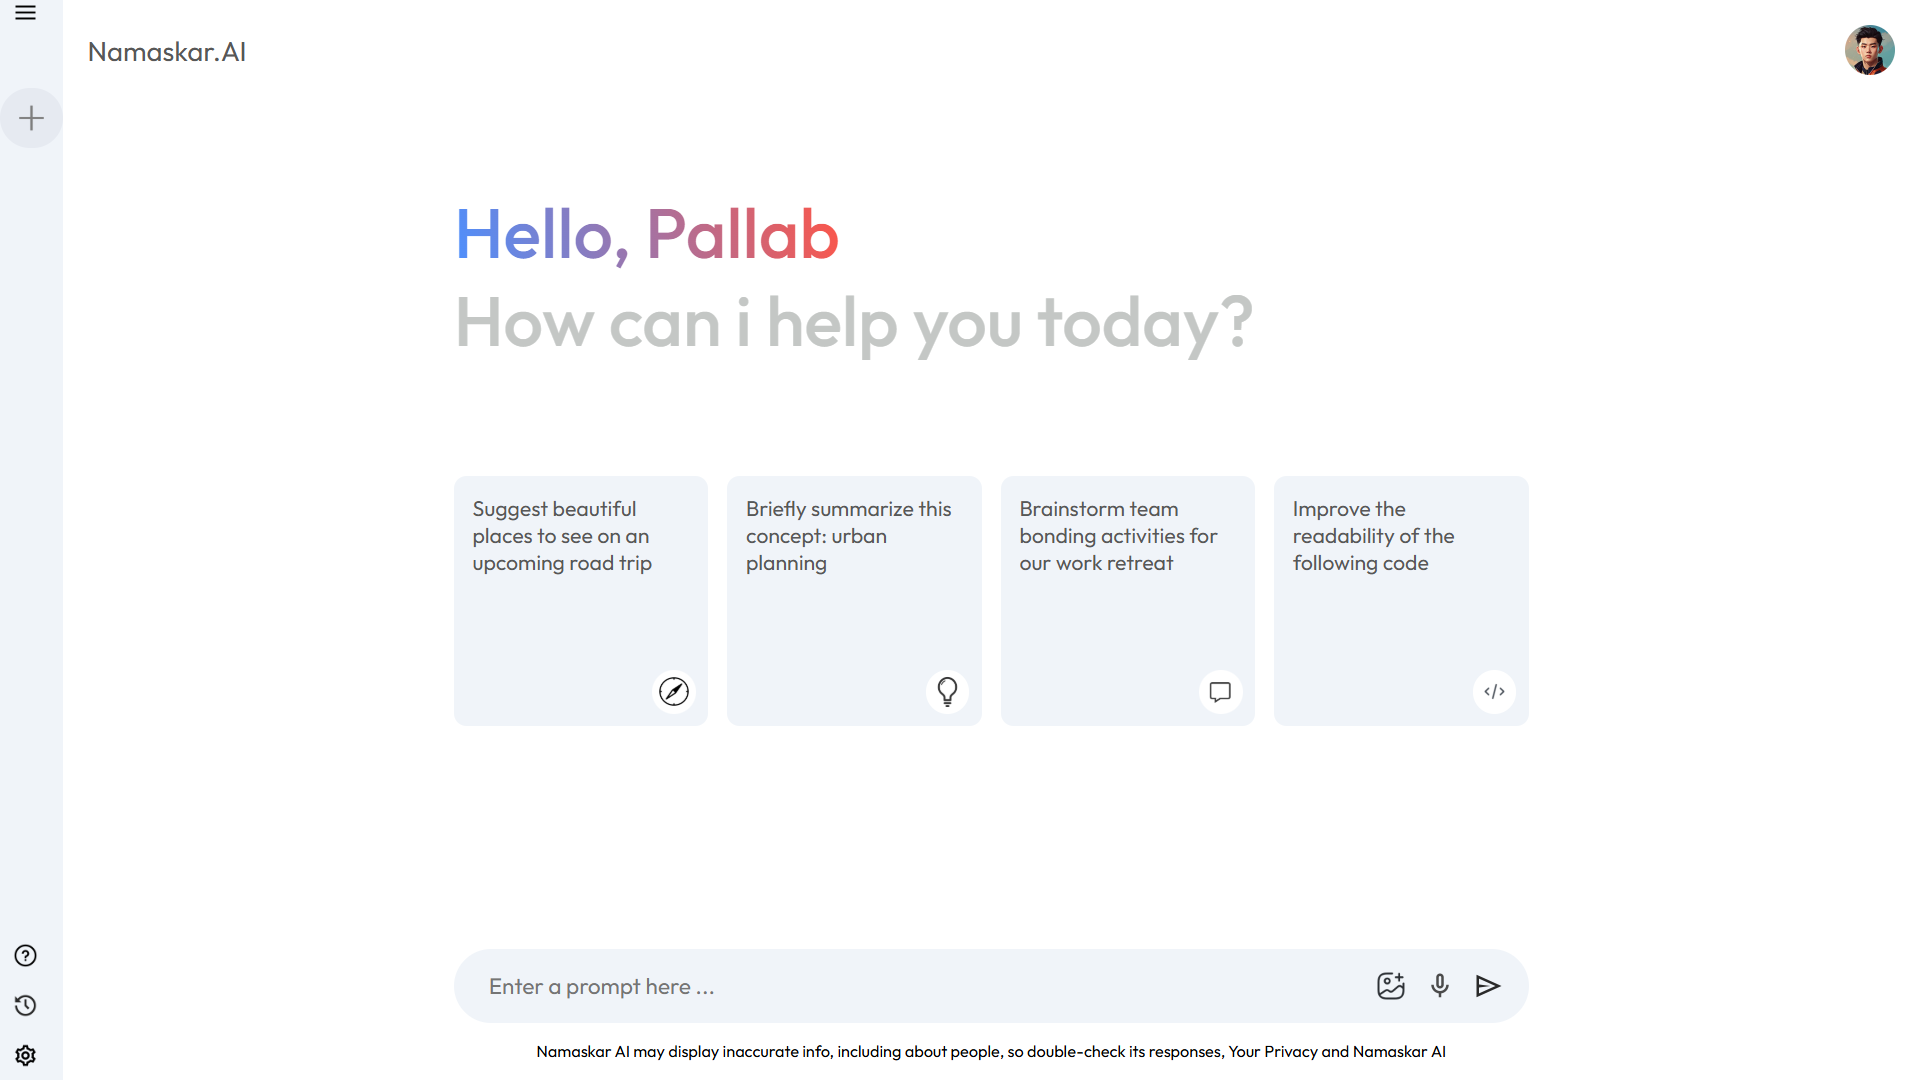 Namaskar.AI
Hello, Pallab
How can i help you today?
Suggest beautiful
places to see on an
upcoming road trip
Briefly summarize this
concept: urban
planning
Brainstorm team
bonding activities for
our work retreat
Improve the
readability of the
following code
Enter a prompt here ...
Namaskar AI may display inaccurate info, including about people, so double-check its responses, Your Privacy and Namaskar AI